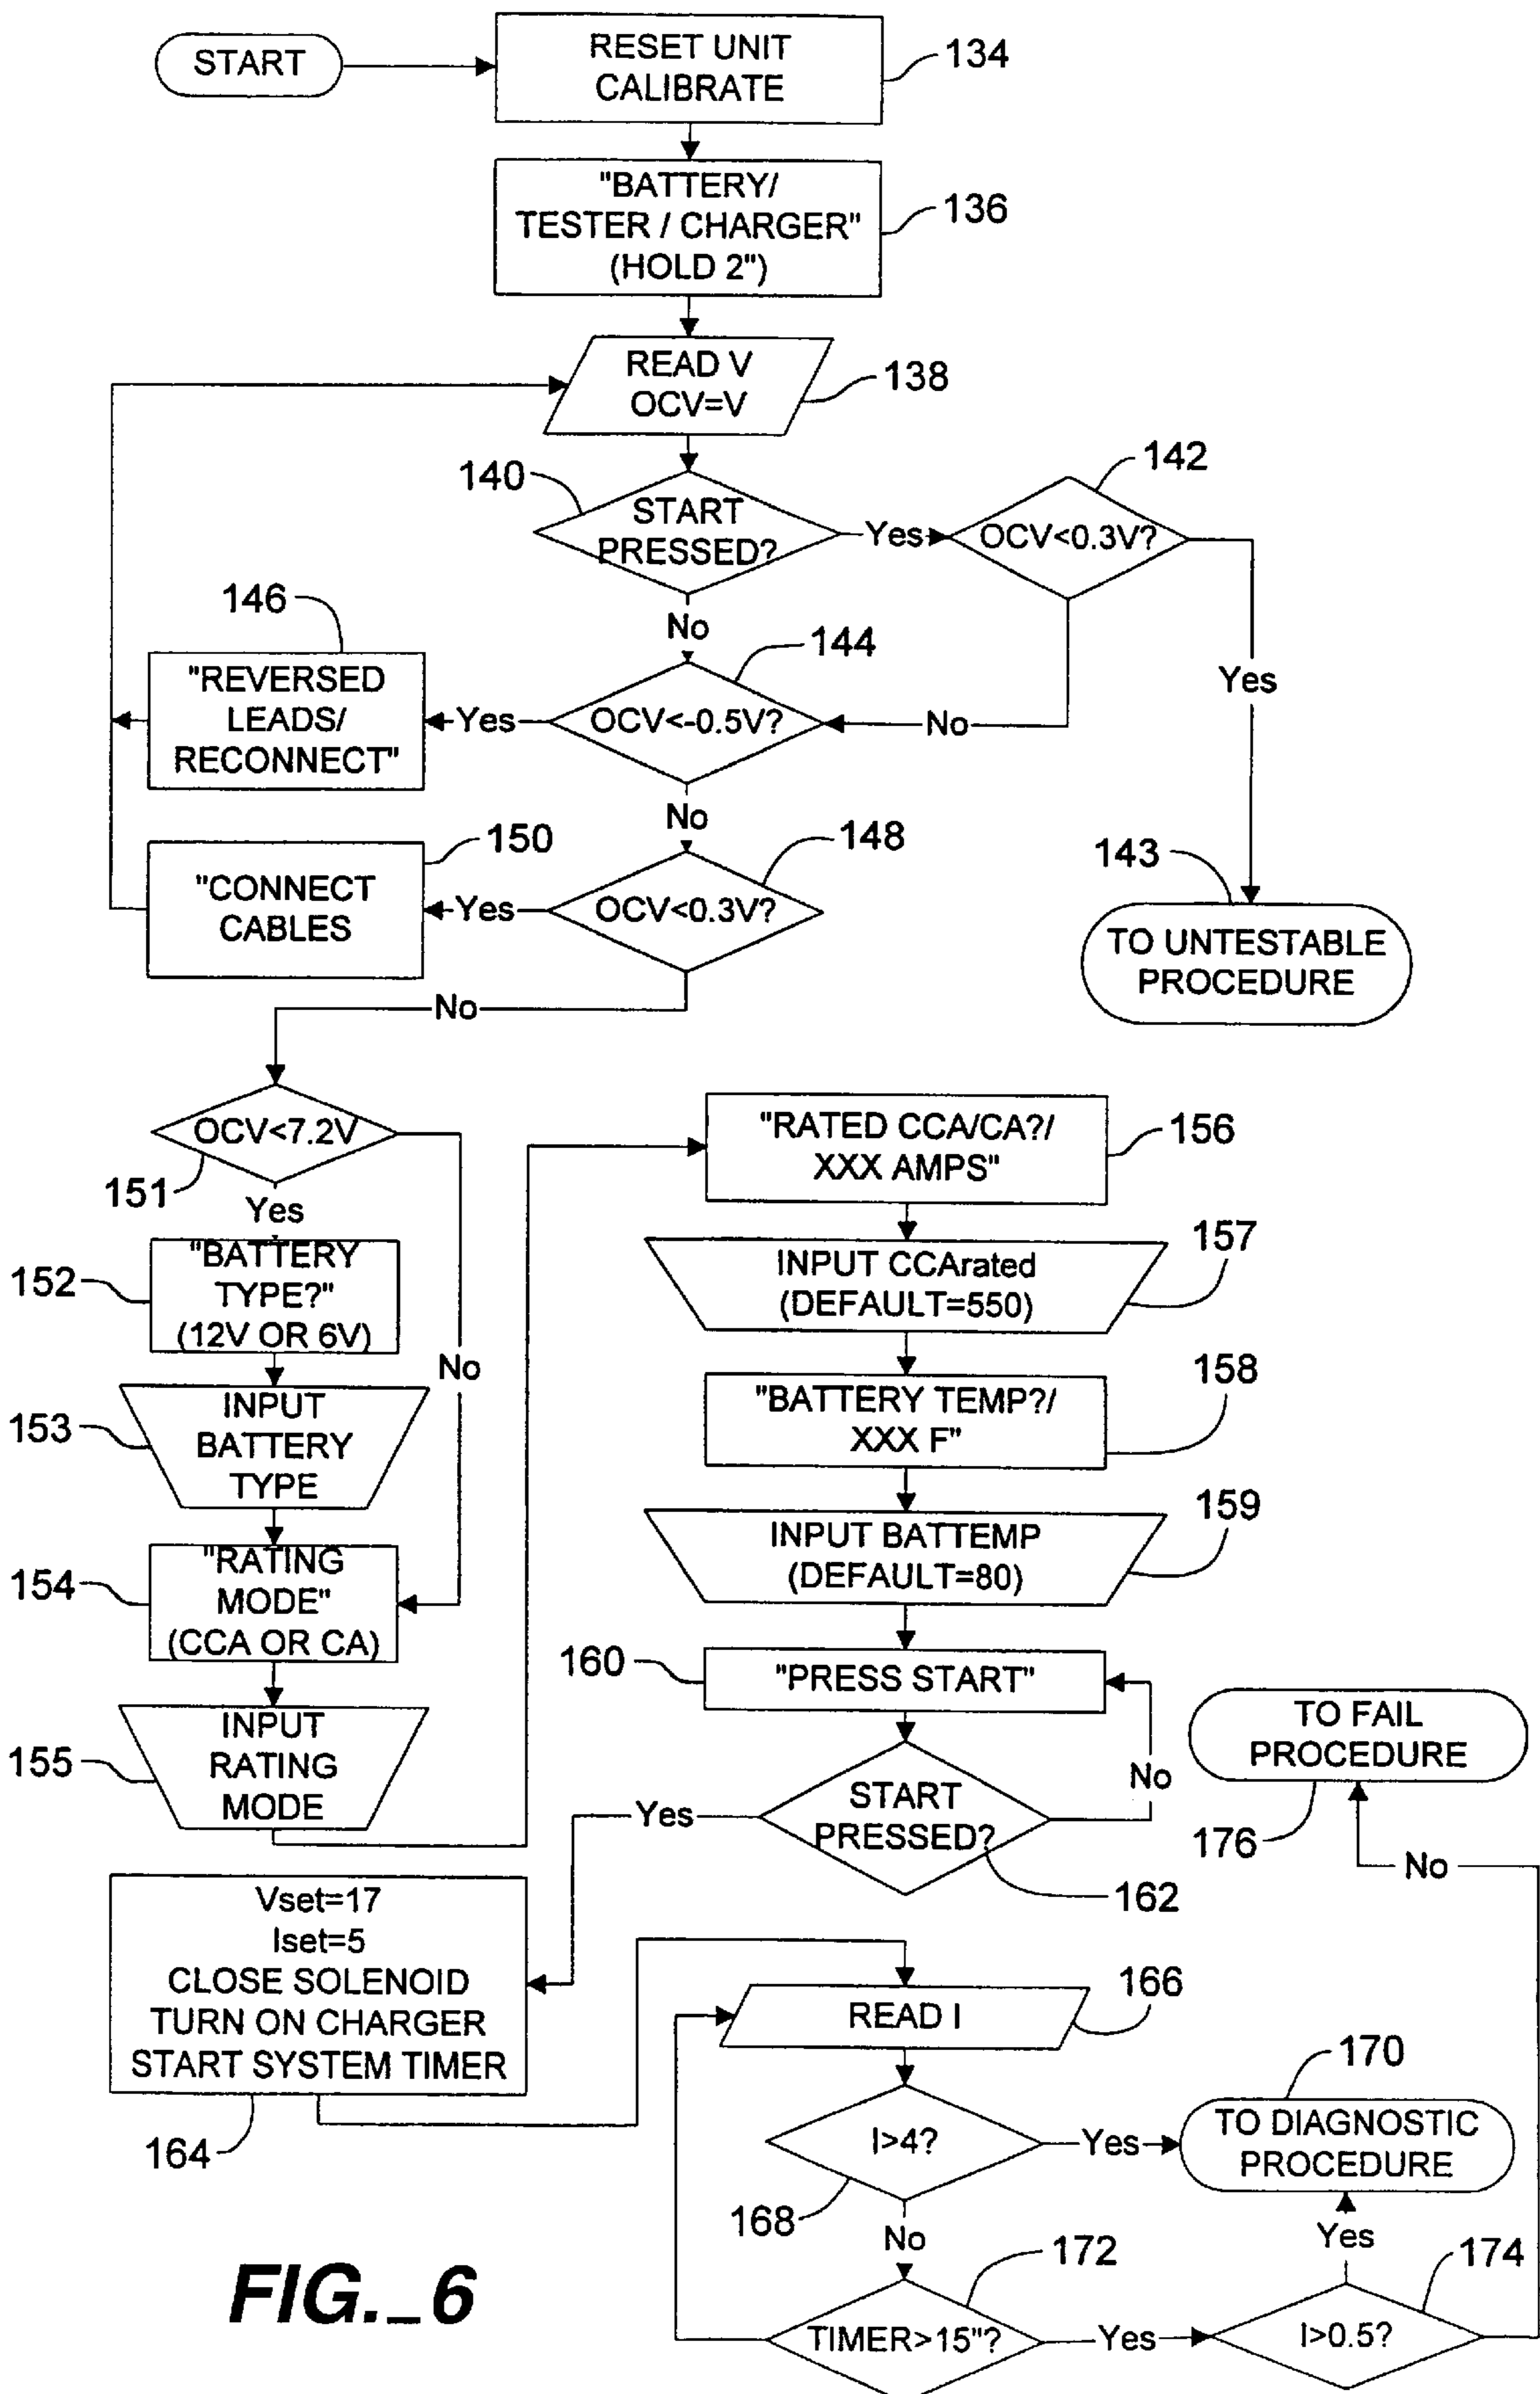 START
RESET UNIT
CALIBRATE
134
"BATTERY/
TESTER / CHARGER"
(HOLD 2")
136
READ V
OCV=V
138
140
START
PRESSED?
Yes
142
OCV<0.3V?
No
Yes
146
"REVERSED
LEADS/
RECONNECT"
Yes
144
OCV<-0.5V?
No
No
150
"CONNECT
CABLES
Yes
148
OCV<0.3V?
143
TO UNTESTABLE
PROCEDURE
No
OCV<7.2V
151
Yes
No
152
"BATTERY
TYPE?"
(12V OR 6V)
153
INPUT
BATTERY
TYPE
154
"RATING
MODE"
(CCA OR CA)
155
INPUT
RATING
MODE
"RATED CCA/CA?/
XXX AMPS"
156
INPUT CCArated
(DEFAULT=550)
157
"BATTERY TEMP?/
XXX F"
158
INPUT BATTEMP
(DEFAULT=80)
159
160
"PRESS START"
START
PRESSED?
162
No
Yes
TO FAIL
PROCEDURE
176
No
Vset=17
Iset=5
CLOSE SOLENOID
TURN ON CHARGER
START SYSTEM TIMER
164
READ I
166
I>4?
168
Yes
170
TO DIAGNOSTIC
PROCEDURE
No
172
TIMER>15"?
Yes
Yes
174
I>0.5?
FIG._6